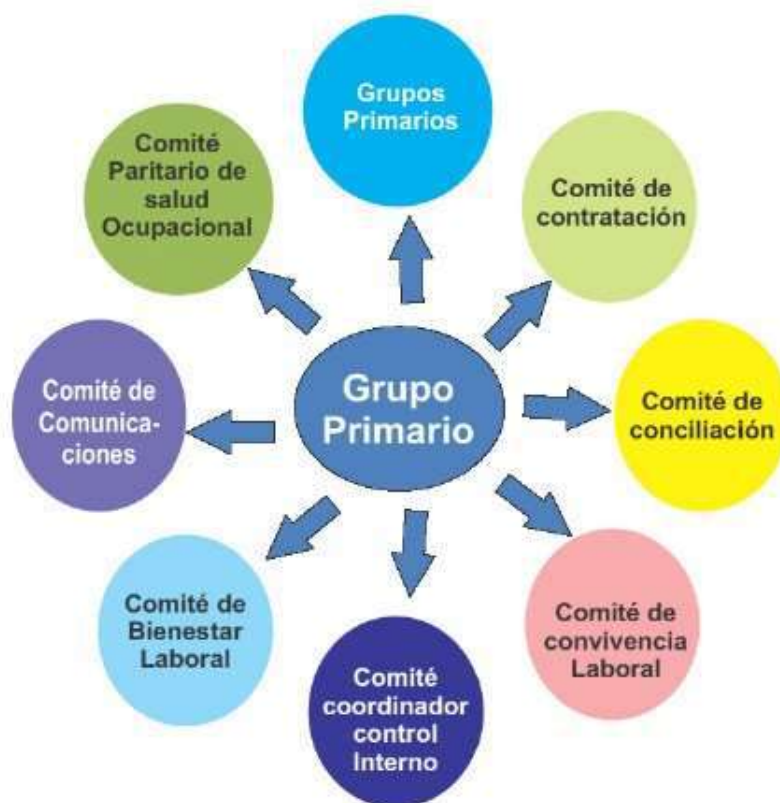 Grupos
Primarios
Comité
Paritario de
salud
Ocupacional
Comité de
contratación
Grupo
Primario
Comité de
Comunica-
ciones
Comité de
conciliación
Comité de
Bienestar
Laboral
Comité de
convivencia
Laboral
Comité
coordinador
control
Interno